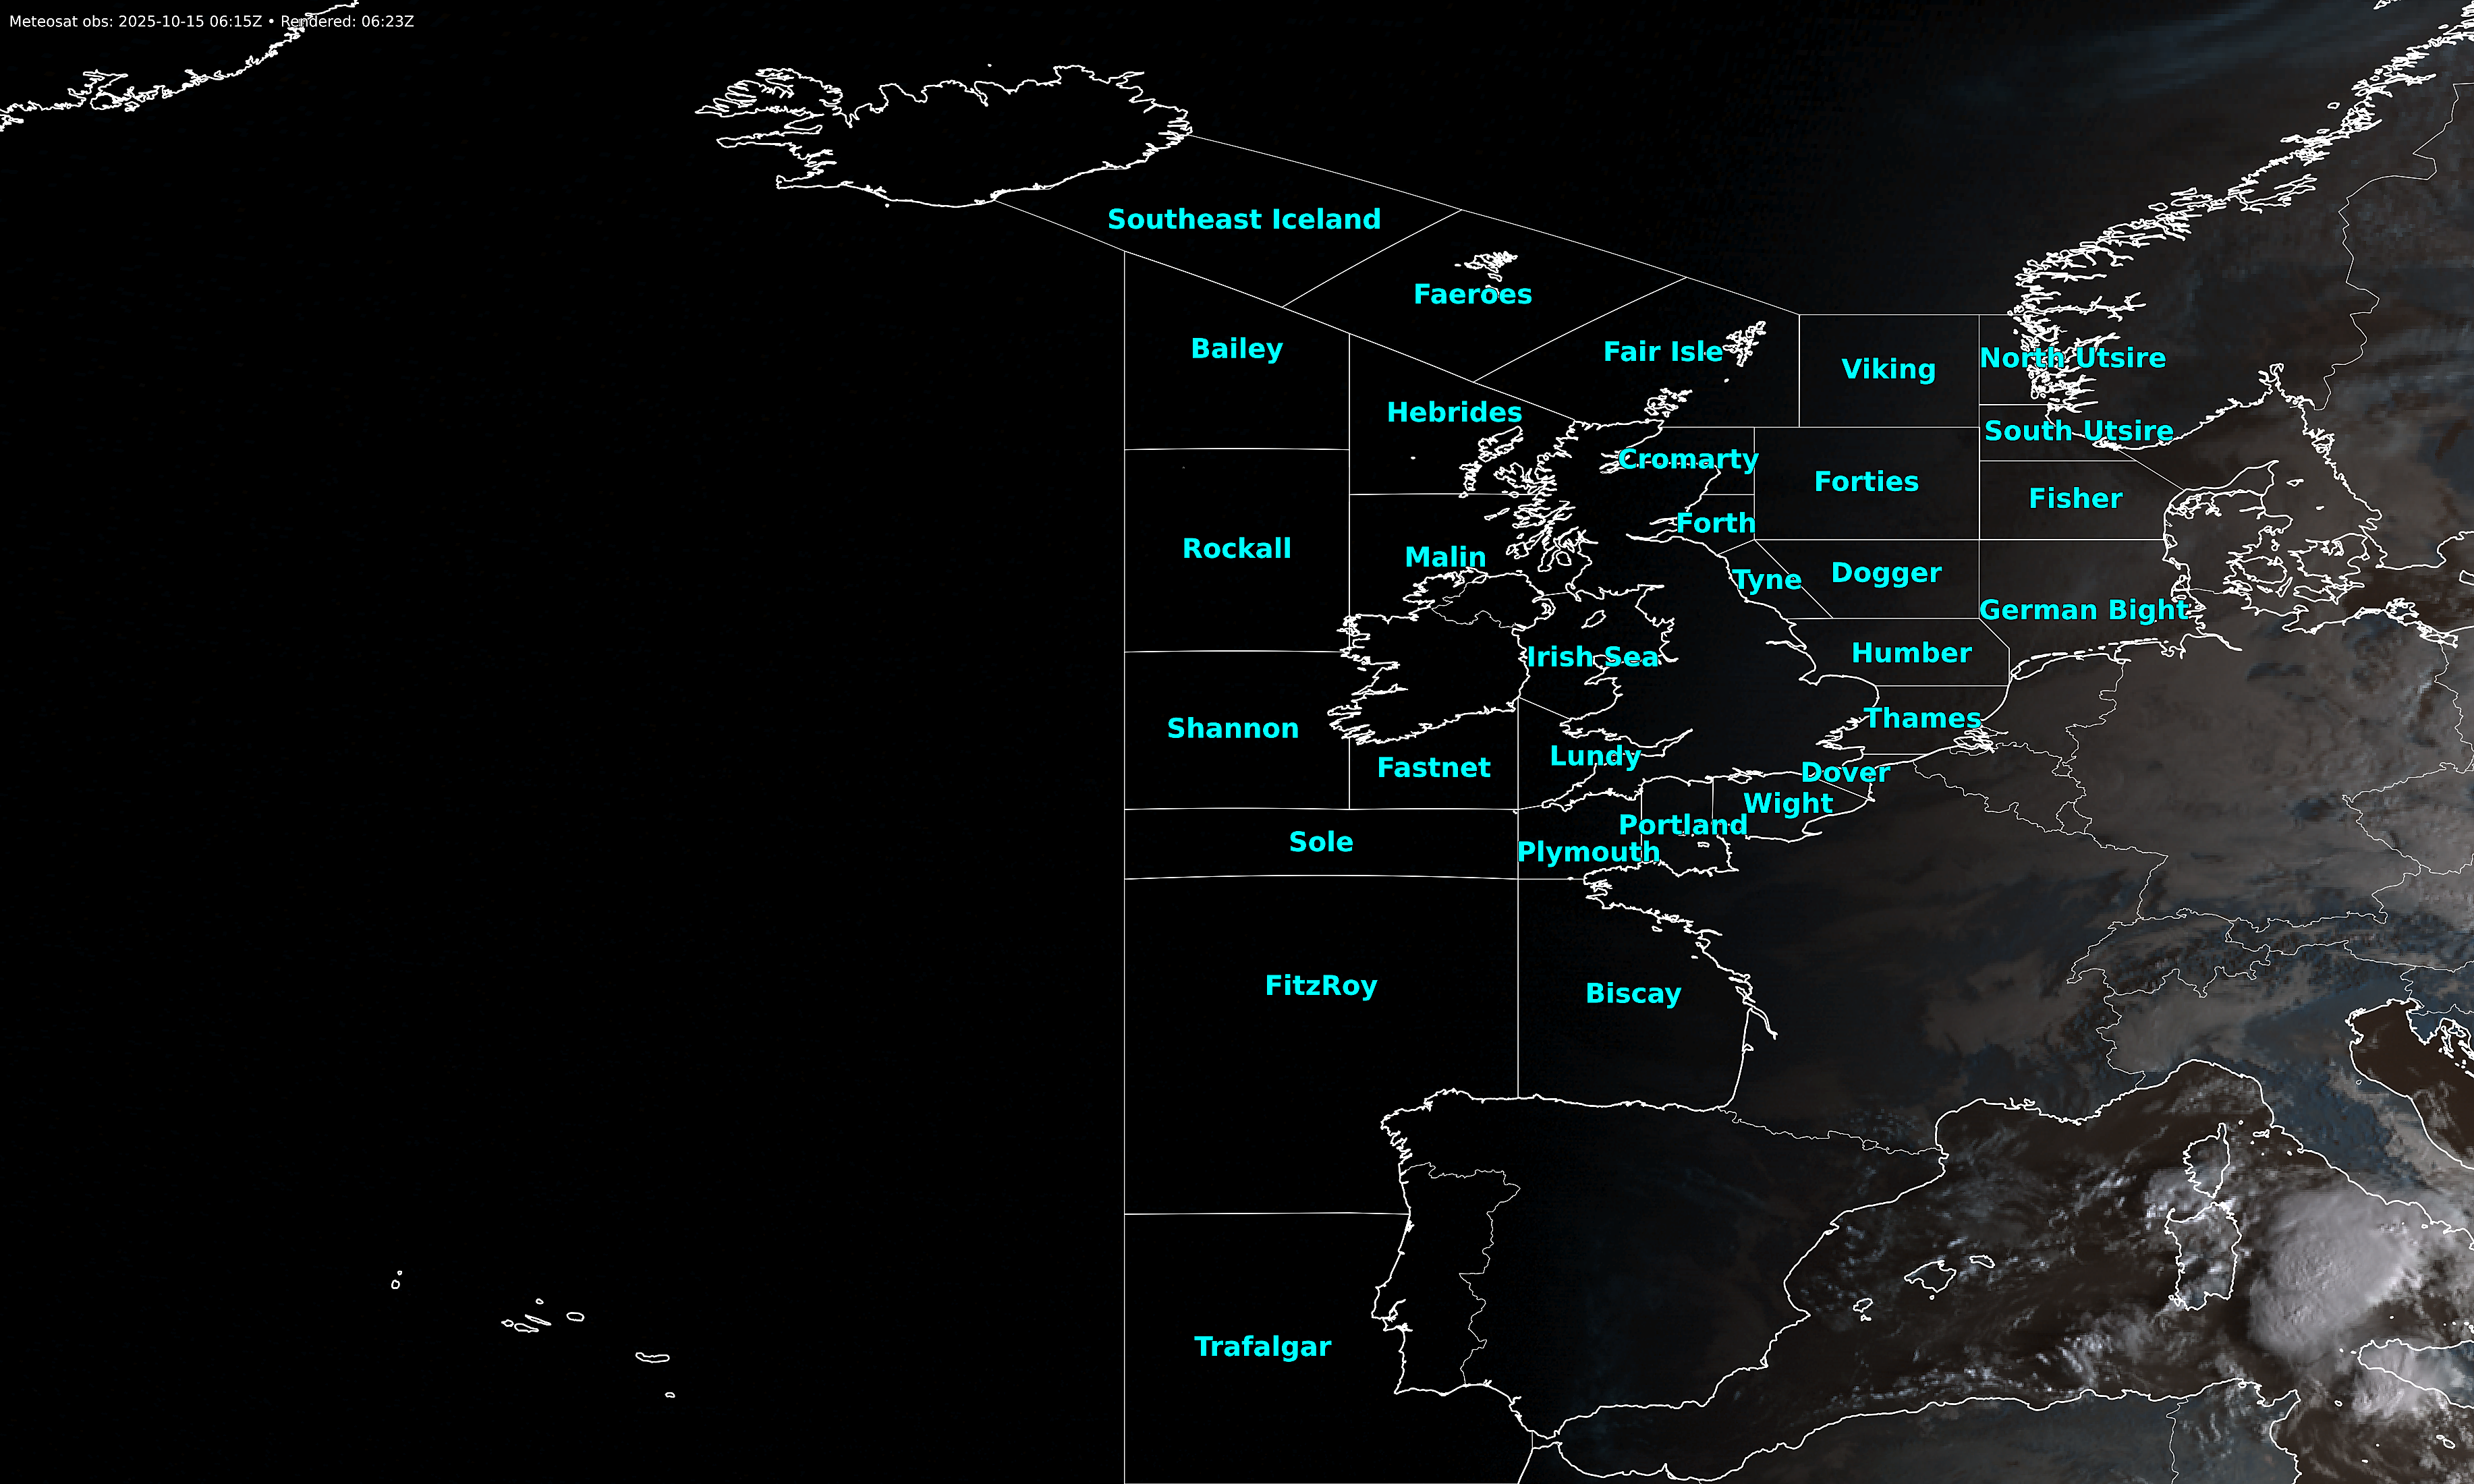 Meteosat obs: 2025-10-15 06:15Z • Rendered: 06:23Z
Southeast Iceland
Faeroes
Bailey
Fair Isle
Viking
North Utsire
Hebrides
South Utsire
Cromarty
Forties
Fisher
Forth
Rockall
Malin
Tyne
Dogger
German Bight
Irish Sea
Humber
Shannon
Thames
Fastnet
Lundy
Dover
Wight
Portland
Sole
Plymouth
FitzRoy
Biscay
Trafalgar